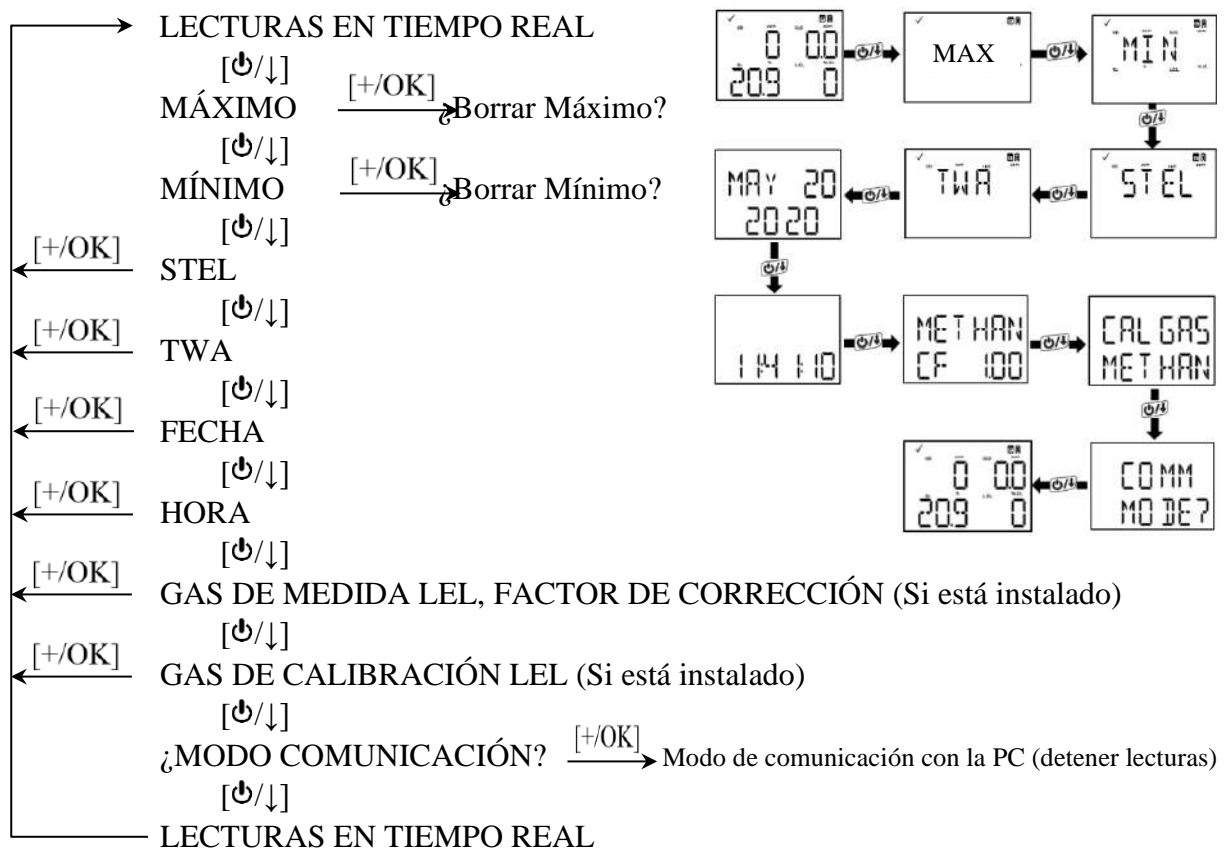 LECTURAS EN TIEMPO REAL
[⏻/↓]
MÁXIMO [+/OK] ¿Borrar Máximo?
[⏻/↓]
MÍNIMO [+/OK] ¿Borrar Mínimo?
[⏻/↓]
[+/OK] STEL
[⏻/↓]
[+/OK] TWA
[⏻/↓]
[+/OK] FECHA
[⏻/↓]
[+/OK] HORA
[⏻/↓]
[+/OK] GAS DE MEDIDA LEL, FACTOR DE CORRECCIÓN (Si está instalado)
[⏻/↓]
[+/OK] GAS DE CALIBRACIÓN LEL (Si está instalado)
[⏻/↓]
¿MODO COMUNICACIÓN? [+/OK] Modo de comunicación con la PC (detener lecturas)
[⏻/↓]
LECTURAS EN TIEMPO REAL
0 0.0
20.9 0
⏻/↓
MAX
⏻/↓
MIN
⏻/↓
STEL
⏻/↓
TWA
⏻/↓
MAY 20
2020
⏻/↓
11:41:10
⏻/↓
METHAN
CF 1.00
⏻/↓
CAL GAS
METHAN
⏻/↓
COMM
MODE?
⏻/↓
0 0.0
20.9 0